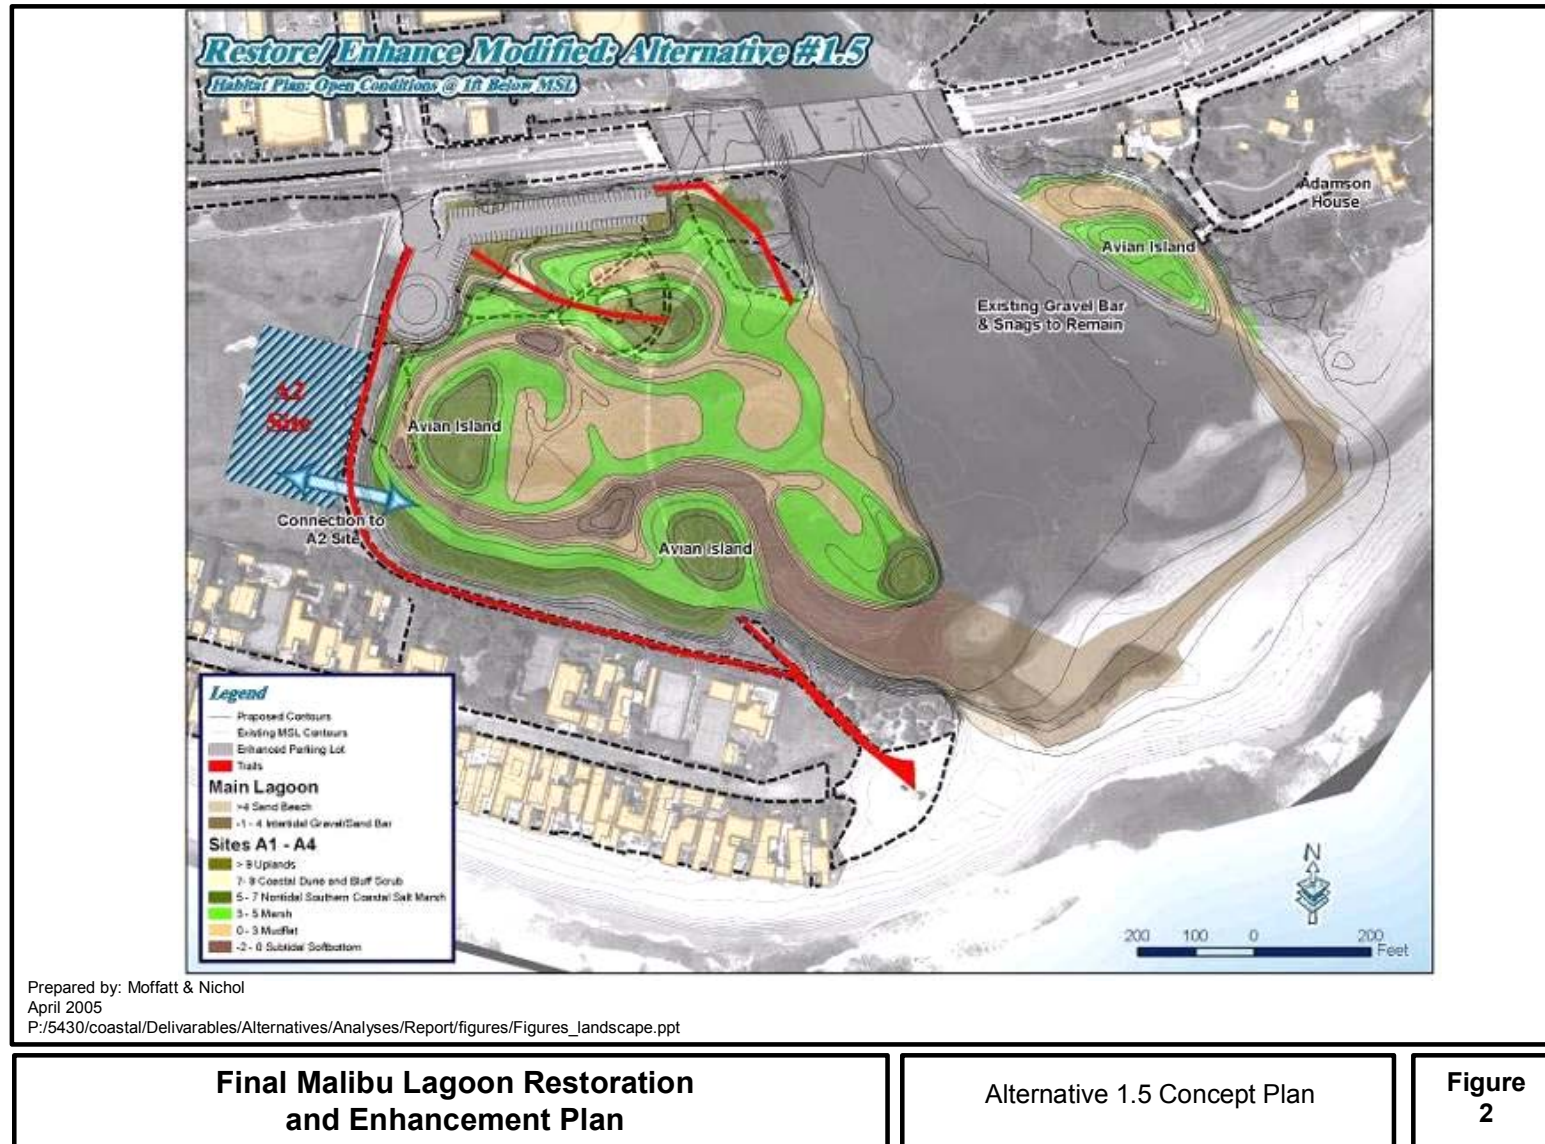 Restore/ Enhance Modified: Alternative #1.5
Habitat Plan: Open Conditions @ 1ft Below MSL
Adamson
House
Avian Island
Existing Gravel Bar
& Snags to Remain
A2
Site
Avian Island
Connection to
A2 Site
Avian Island
Legend
Proposed Contours
Existing MSL Contours
Enhanced Parking Lot
Trails
Main Lagoon
>4 Sand Beach
-1 - 4 Intertidal Gravel/Sand Bar
Sites A1 - A4
> 9 Uplands
7- 9 Coastal Dune and Bluff Scrub
5 - 7 Nontidal Southern Coastal Salt Marsh
3 - 5 Marsh
0 - 3 Mudflat
-2 - 0 Subtidal Softbottom
N
200 100 0 200
Feet
Prepared by: Moffatt & Nichol
April 2005
P:/5430/coastal/Delivarables/Alternatives/Analyses/Report/figures/Figures_landscape.ppt
Final Malibu Lagoon Restoration
and Enhancement Plan
Alternative 1.5 Concept Plan
Figure
2